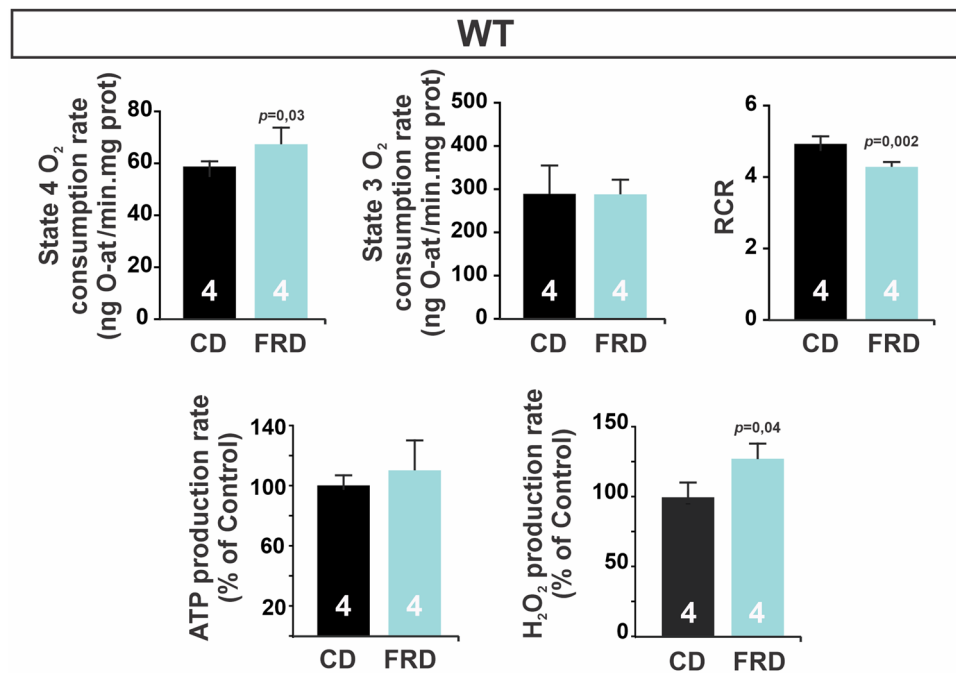 WT
State 4 O₂
consumption rate
(ng O-at/min.mg prot)
80
60
40
20
0
p=0,03
4
4
CD
FRD
State 3 O₂
consumption rate
(ng O-at/min.mg prot)
500
400
300
200
100
0
4
4
CD
FRD
RCR
6
4
2
0
p=0,002
4
4
CD
FRD
ATP production rate
(% of Control)
140
100
60
20
4
4
CD
FRD
H₂O₂ production rate
(% of Control)
150
100
50
0
p=0,04
4
4
CD
FRD